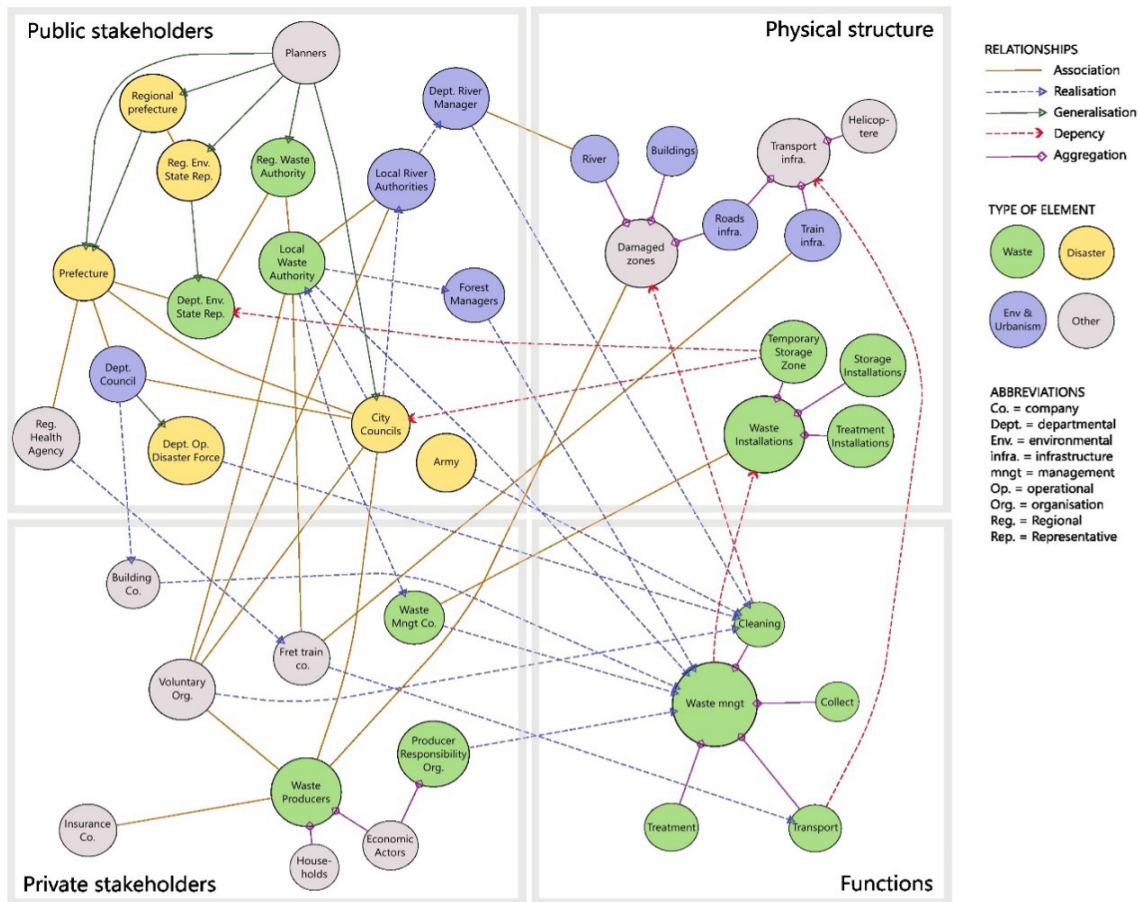 Public stakeholders
Planners
Regional
prefecture
Reg. Env.
State Rep.
Reg. Waste
Authority
Dept. River
Manager
Local River
Authorities
Prefecture
Dept. Env.
State Rep.
Local
Waste
Authority
Forest
Managers
Dept.
Council
Reg.
Health
Agency
Dept. Op.
Disaster Force
City
Councils
Army
Physical structure
River
Buildings
Transport
infra.
Helicop-
tere
Damaged
zones
Roads
infra.
Train
infra.
Temporary
Storage
Zone
Storage
Installations
Waste
Installations
Treatment
Installations
Building
Co.
Waste
Mngt Co.
Fret train
co.
Voluntary
Org.
Producer
Responsibility
Org.
Waste
Producers
Insurance
Co.
House-
holds
Economic
Actors
Private stakeholders
Cleaning
Waste mngt
Collect
Treatment
Transport
Functions
RELATIONSHIPS
Association
Realisation
Generalisation
Depency
Aggregation
TYPE OF ELEMENT
Waste
Disaster
Env &
Urbanism
Other
ABBREVIATIONS
Co. = company
Dept. = departmental
Env. = environmental
infra. = infrastructure
mngt = management
Op. = operational
Org. = organisation
Reg. = Regional
Rep. = Representative